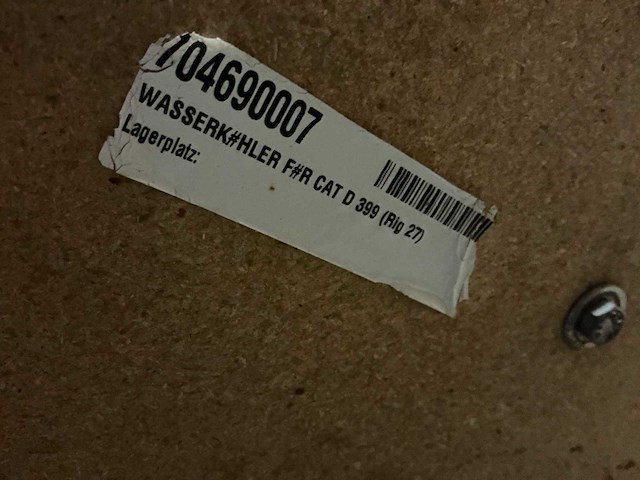 704690007
WASSERK#HLER F#R CAT D 399 (Rig 27)
Lagerplatz: